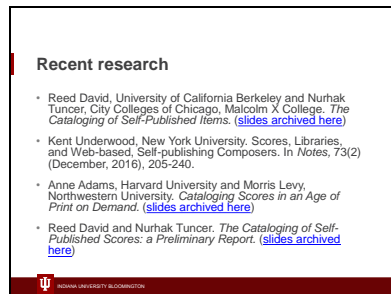 Recent research
• Reed David, University of California Berkeley and Nurhak
Tuncer, City Colleges of Chicago, Malcolm X College. The
Cataloging of Self-Published Items. (slides archived here)
• Kent Underwood, New York University. Scores, Libraries,
and Web-based, Self-publishing Composers. In Notes, 73(2)
(December, 2016), 205-240.
• Anne Adams, Harvard University and Morris Levy,
Northwestern University. Cataloging Scores in an Age of
Print on Demand. (slides archived here)
• Reed David and Nurhak Tuncer. The Cataloging of Self-
Published Scores: a Preliminary Report. (slides archived
here)
INDIANA UNIVERSITY BLOOMINGTON